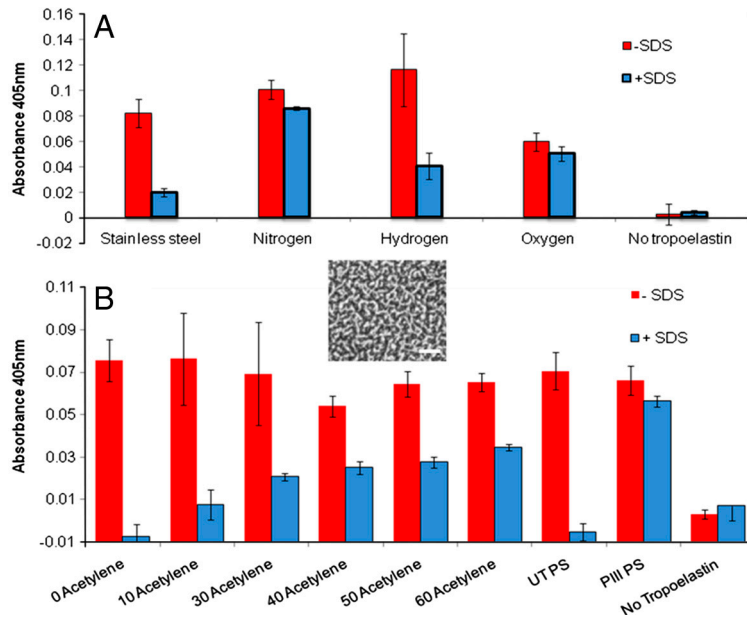 A
0.16
0.14
0.12
0.1
0.08
0.06
0.04
0.02
0
-0.02
Absorbance 405nm
-SDS
+SDS
Stainless steel
Nitrogen
Hydrogen
Oxygen
No tropoelastin
B
0.11
0.09
0.07
0.05
0.03
0.01
-0.01
Absorbance 405nm
- SDS
+ SDS
0 Acetylene
10 Acetylene
30 Acetylene
40 Acetylene
50 Acetylene
60 Acetylene
UT PS
PIII PS
No Tropoelastin